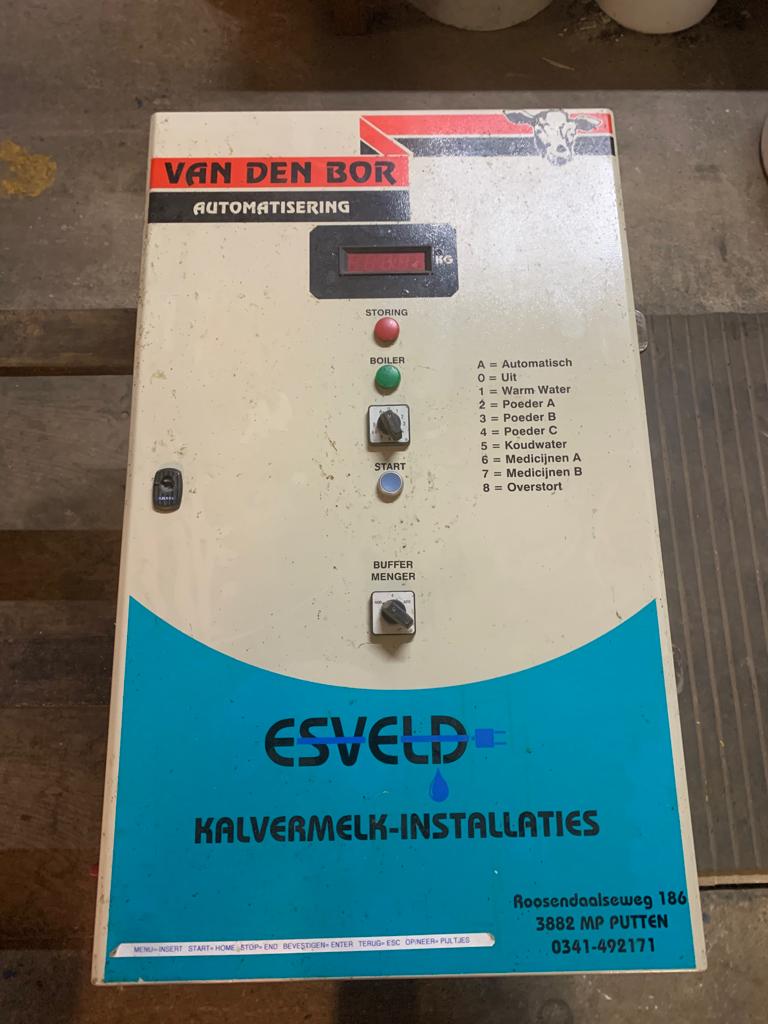 VAN DEN BOR
AUTOMATISERING
KG
STORING
BOILER
A = Automatisch
0 = Uit
1 = Warm Water
2 = Poeder A
3 = Poeder B
4 = Poeder C
5 = Koudwater
6 = Medicijnen A
7 = Medicijnen B
8 = Overstort
START
BUFFER
MENGER
ESVELD
KALVERMELK-INSTALLATIES
Roosendaalseweg 186
3882 MP PUTTEN
0341-492171
MENU=INSERT START=HOME STOP=END BEVESTIGEN=ENTER TERUG=ESC OP/NEER=PIJLTJES